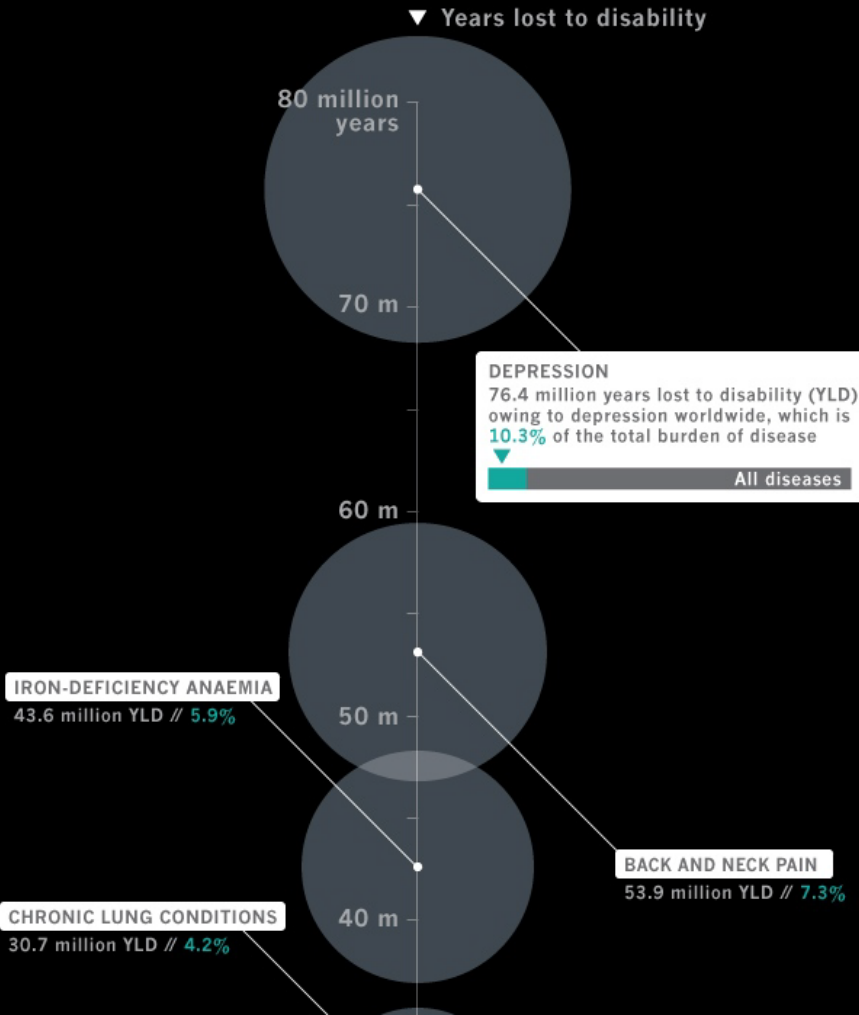 ▼ Years lost to disability
80 million
years
70 m
DEPRESSION
76.4 million years lost to disability (YLD)
owing to depression worldwide, which is
10.3% of the total burden of disease
All diseases
60 m
IRON-DEFICIENCY ANAEMIA
43.6 million YLD // 5.9%
50 m
BACK AND NECK PAIN
53.9 million YLD // 7.3%
CHRONIC LUNG CONDITIONS
30.7 million YLD // 4.2%
40 m